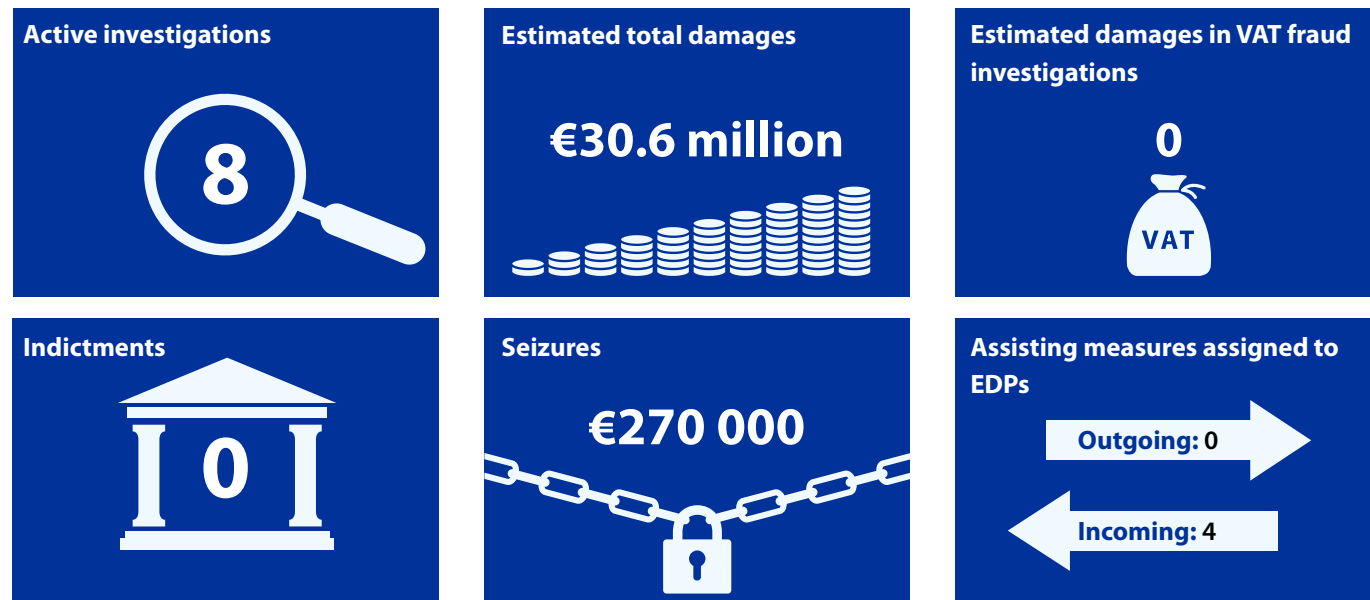 Active investigations
8
Estimated total damages
€30.6 million
Estimated damages in VAT fraud
investigations
0
VAT
Indictments
0
Seizures
€270 000
Assisting measures assigned to
EDPs
Outgoing: 0
Incoming: 4